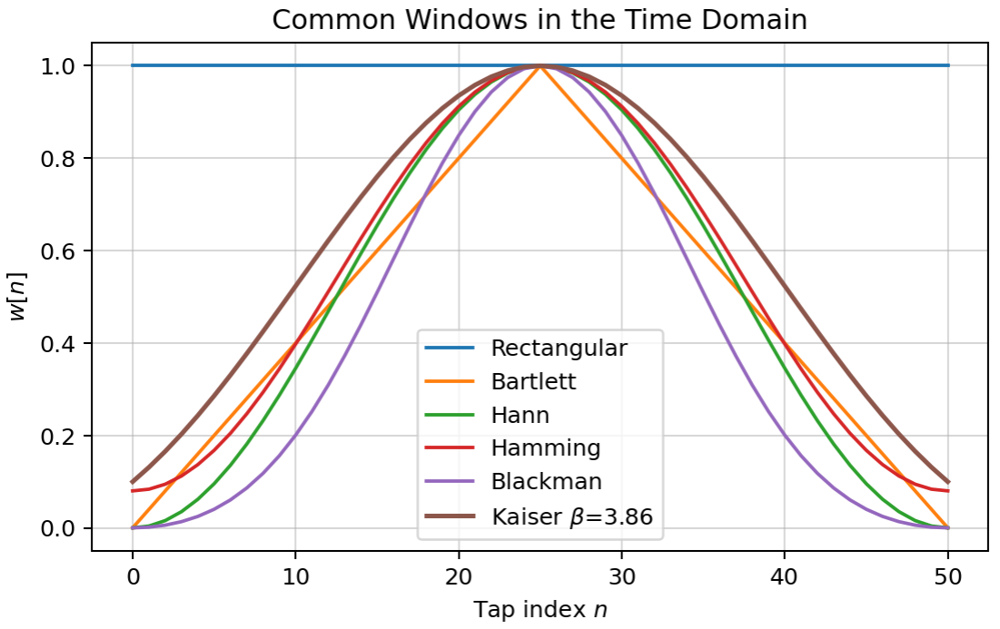 Common Windows in the Time Domain
w[n]
1.0
0.8
0.6
0.4
0.2
0.0
Rectangular
Bartlett
Hann
Hamming
Blackman
Kaiser β=3.86
0 10 20 30 40 50
Tap index n